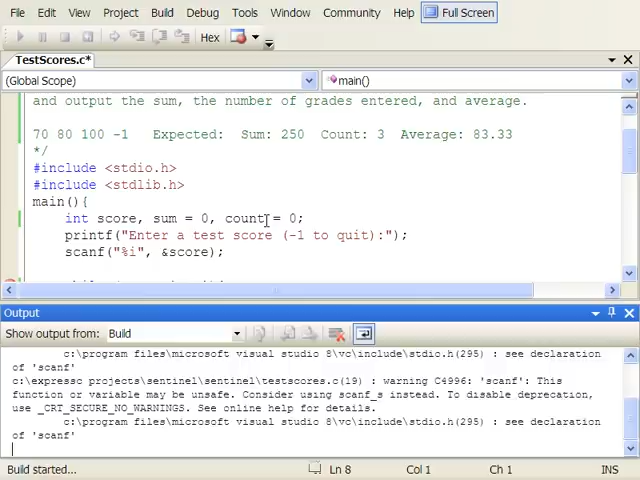 File Edit View Project Build Debug Tools Window Community Help Full Screen
Hex
TestScores.c*
(Global Scope) main()
and output the sum, the number of grades entered, and average.
70 80 100 -1   Expected:  Sum: 250  Count: 3  Average: 83.33
*/
#include <stdio.h>
#include <stdlib.h>
main(){
int score, sum = 0, count = 0;
printf("Enter a test score (-1 to quit):");
scanf("%i", &score);
Output
Show output from: Build
c:\program files\microsoft visual studio 8\vc\include\stdio.h(295) : see declaration
of 'scanf'
c:\expressc projects\sentinel\sentinel\testscores.c(19) : warning C4996: 'scanf': This
function or variable may be unsafe. Consider using scanf_s instead. To disable deprecation,
use _CRT_SECURE_NO_WARNINGS. See online help for details.
c:\program files\microsoft visual studio 8\vc\include\stdio.h(295) : see declaration
of 'scanf'
Build started... Ln 8 Col 1 Ch 1